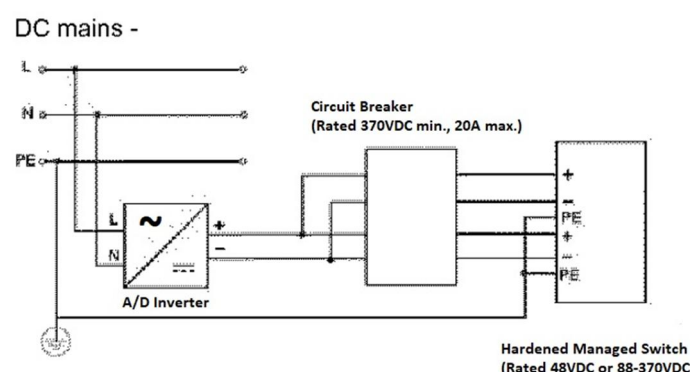 DC mains -
L
N
PE
Circuit Breaker
(Rated 370VDC min., 20A max.)
L
N
~
+
−
A/D Inverter
+
−
PE
+
−
PE
Hardened Managed Switch
(Rated 48VDC or 88-370VDC